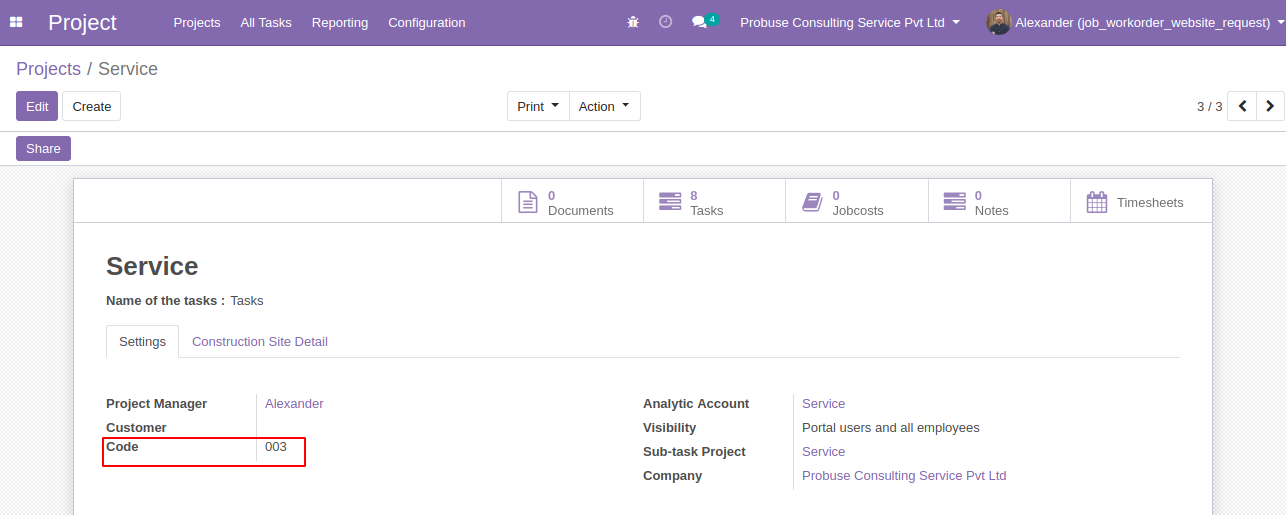 Project Projects All Tasks Reporting Configuration 4 Probuse Consulting Service Pvt Ltd Alexander (job_workorder_website_request)
Projects / Service
Edit Create Print Action 3 / 3
Share
0 Documents 8 Tasks 0 Jobcosts 0 Notes Timesheets
Service
Name of the tasks : Tasks
Settings Construction Site Detail
Project Manager Alexander
Customer
Code 003
Analytic Account Service
Visibility Portal users and all employees
Sub-task Project Service
Company Probuse Consulting Service Pvt Ltd